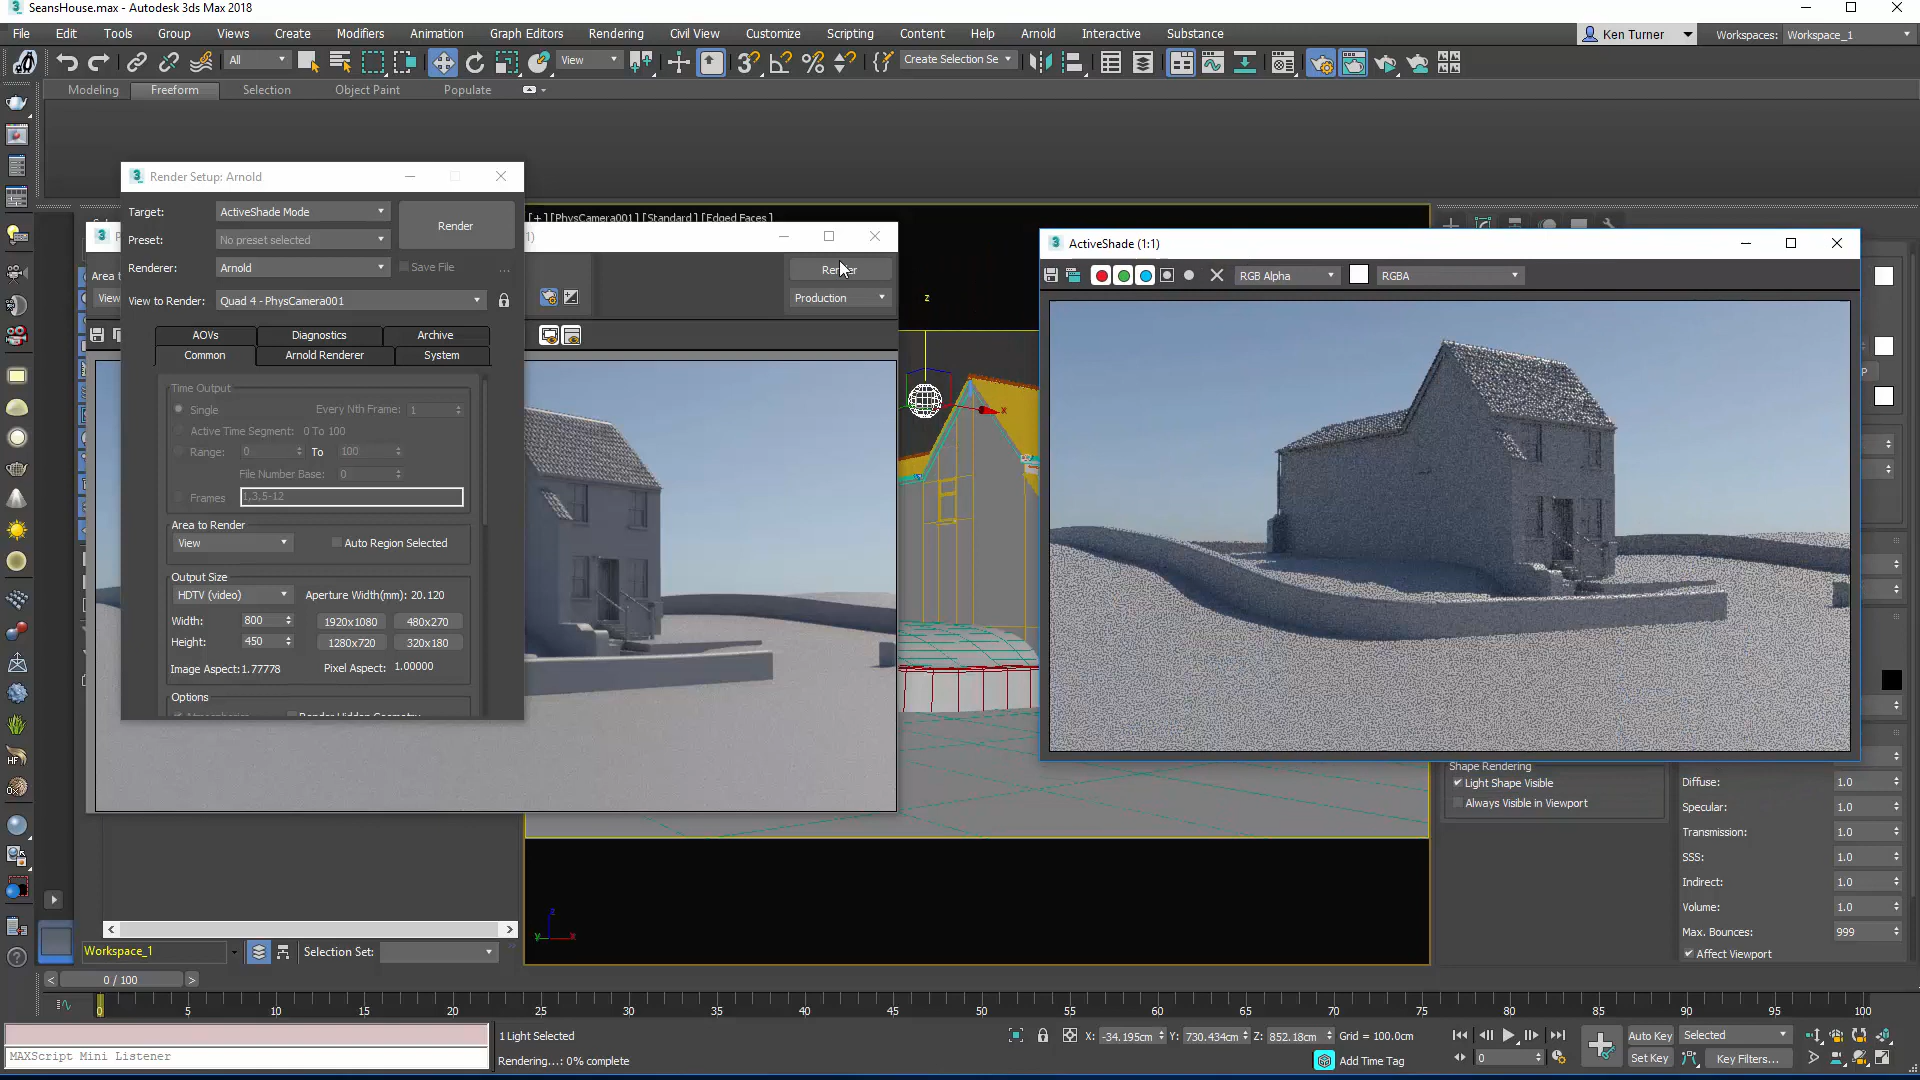 SeansHouse.max - Autodesk 3ds Max 2018
File Edit Tools Group Views Create Modifiers Animation Graph Editors Rendering Civil View Customize Scripting Content Help Arnold Interactive Substance
Ken Turner
Workspaces: Workspace_1
All
View
Create Selection Se
Modeling Freeform Selection Object Paint Populate
Render Setup: Arnold
Target: ActiveShade Mode
Render
Preset: No preset selected
Renderer: Arnold
Save File
...
View to Render: Quad 4 - PhysCamera001
AOVs Diagnostics Archive
Common Arnold Renderer System
Time Output
Single
Every Nth Frame: 1
Active Time Segment: 0 To 100
Range: 0 To 100
File Number Base: 0
Frames 1,3,5-12
Area to Render
View
Auto Region Selected
Output Size
HDTV (video)
Aperture Width(mm): 20.120
Width: 800
1920x1080 480x270
Height: 450
1280x720 320x180
Image Aspect: 1.77778
Pixel Aspect: 1.00000
Options
Area to
View
Render
Production
[+] [PhysCamera001] [Standard] [Edged Faces]
z
x
ActiveShade (1:1)
RGB Alpha
RGBA
Shape Rendering
Light Shape Visible
Always Visible in Viewport
Diffuse: 1.0
Specular: 1.0
Transmission: 1.0
SSS: 1.0
Indirect: 1.0
Volume: 1.0
Max. Bounces: 999
Affect Viewport
Workspace_1
Selection Set:
0 / 100
0 5 10 15 20 25 30 35 40 45 50 55 60 65 70 75 80 85 90 95 100
MAXScript Mini Listener
1 Light Selected
Rendering...: 0% complete
X: -34.195cm Y: 730.434cm Z: 852.18cm Grid = 100.0cm
Add Time Tag
0
Auto Key Selected
Set Key Key Filters...